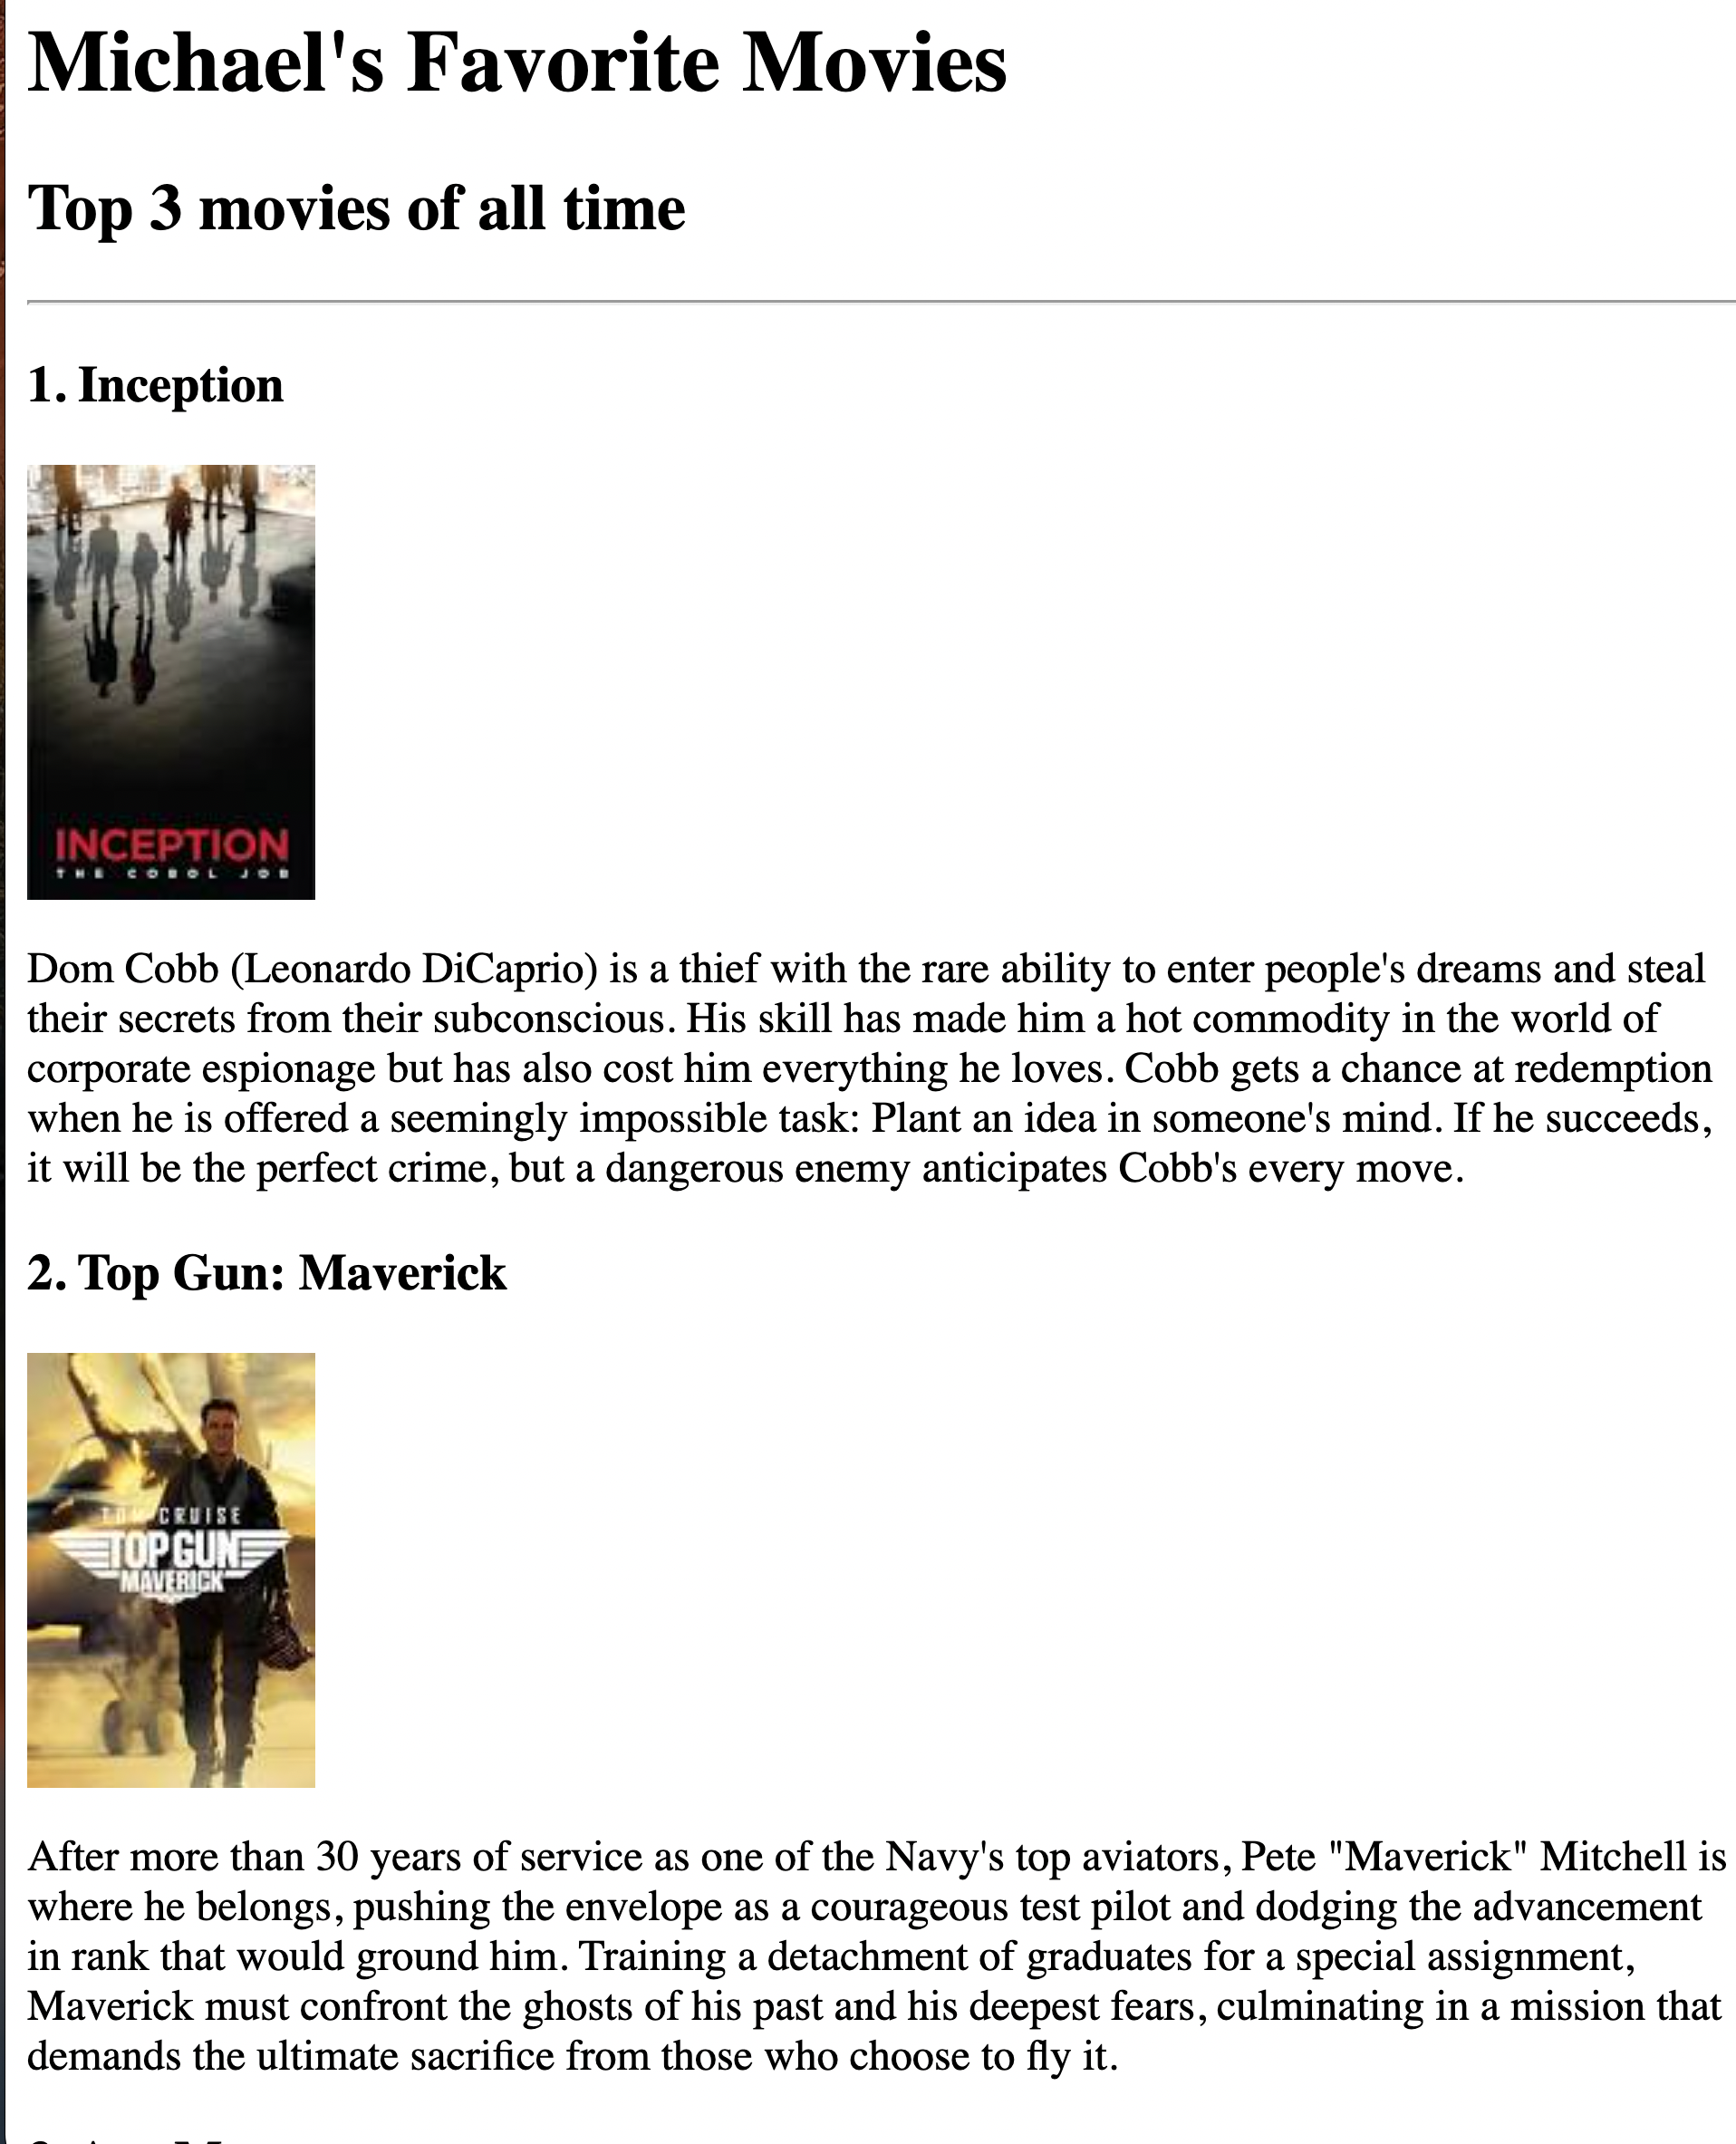 Michael's Favorite Movies
Top 3 movies of all time
1. Inception
INCEPTION
THE COBOL JOB
Dom Cobb (Leonardo DiCaprio) is a thief with the rare ability to enter people's dreams and steal
their secrets from their subconscious. His skill has made him a hot commodity in the world of
corporate espionage but has also cost him everything he loves. Cobb gets a chance at redemption
when he is offered a seemingly impossible task: Plant an idea in someone's mind. If he succeeds,
it will be the perfect crime, but a dangerous enemy anticipates Cobb's every move.
2. Top Gun: Maverick
TOM CRUISE
TOP GUN
MAVERICK
After more than 30 years of service as one of the Navy's top aviators, Pete "Maverick" Mitchell is
where he belongs, pushing the envelope as a courageous test pilot and dodging the advancement
in rank that would ground him. Training a detachment of graduates for a special assignment,
Maverick must confront the ghosts of his past and his deepest fears, culminating in a mission that
demands the ultimate sacrifice from those who choose to fly it.